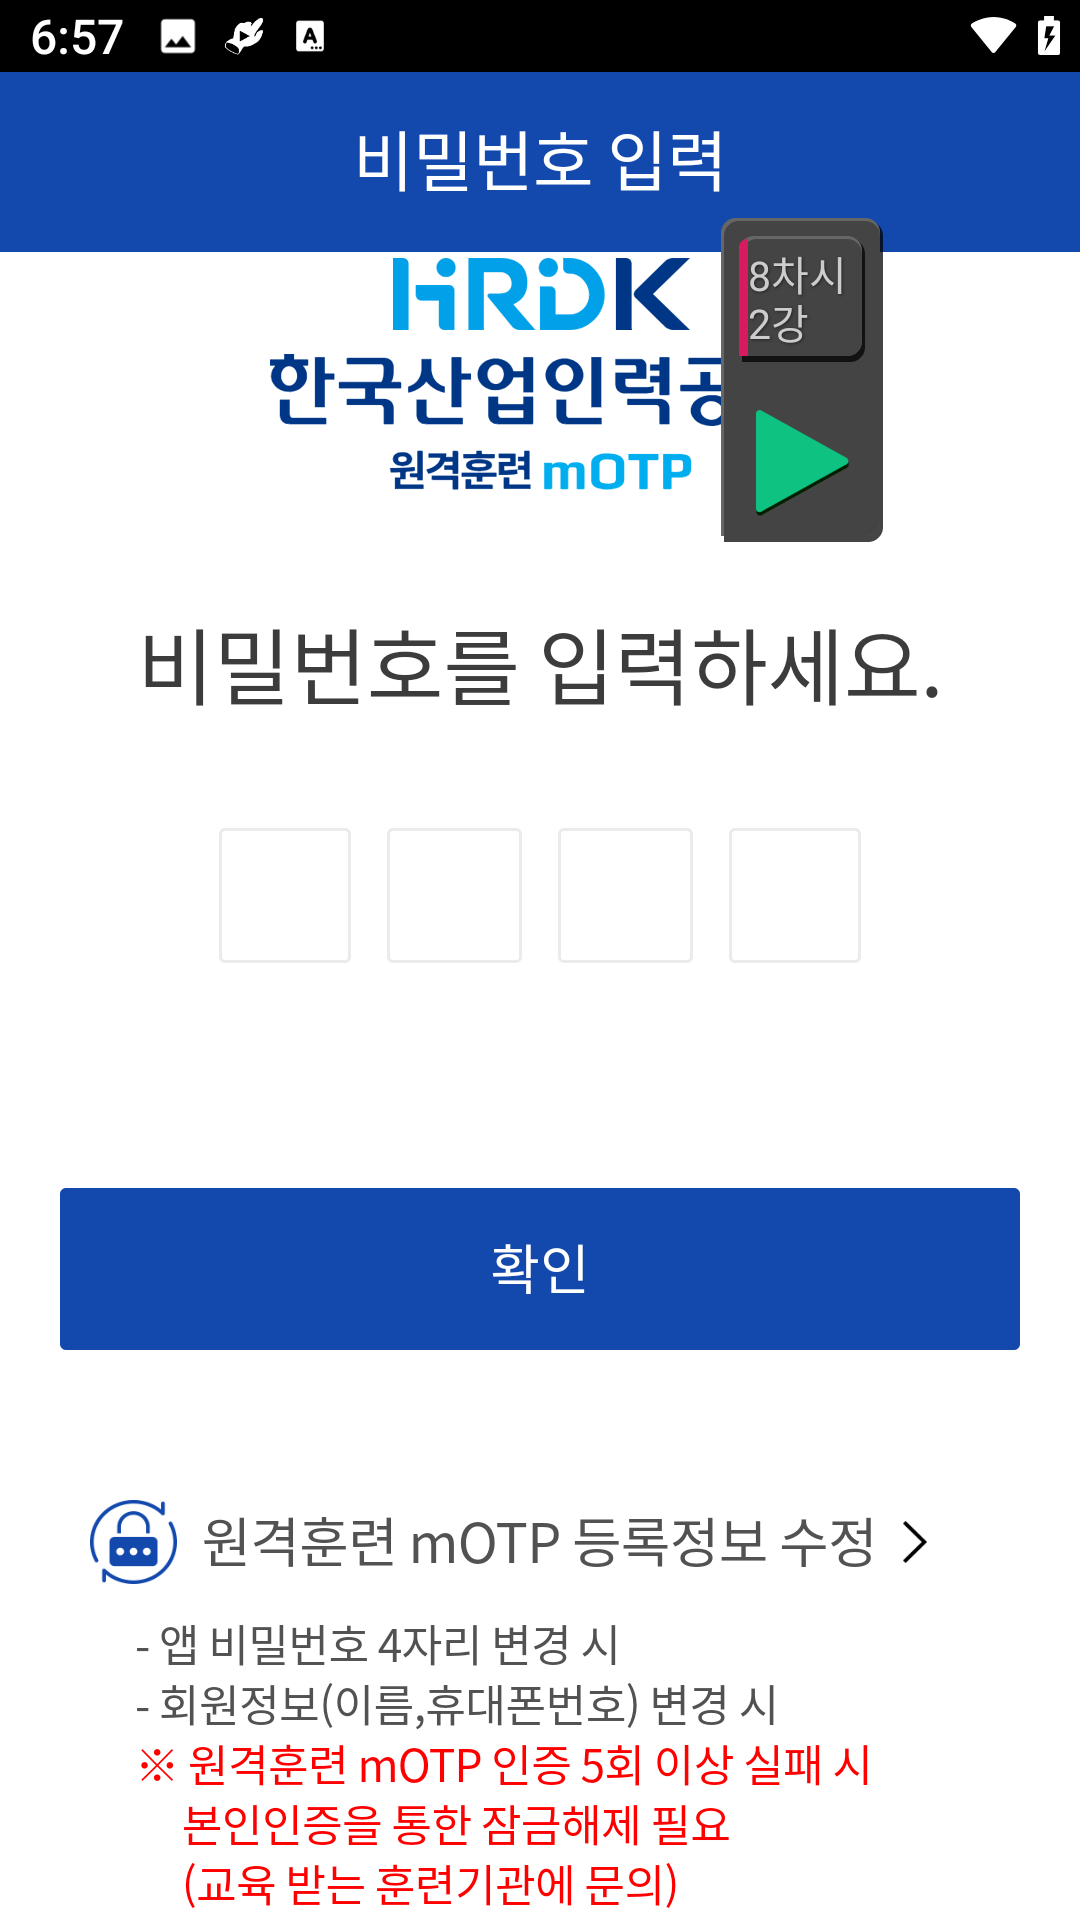 6:57
비밀번호 입력
HRDK
한국산업인력공
원격훈련 mOTP
8차시
2강
비밀번호를 입력하세요.
확인
원격훈련 mOTP 등록정보 수정
- 앱 비밀번호 4자리 변경 시
- 회원정보(이름,휴대폰번호) 변경 시
※ 원격훈련 mOTP 인증 5회 이상 실패 시
본인인증을 통한 잠금해제 필요
(교육 받는 훈련기관에 문의)